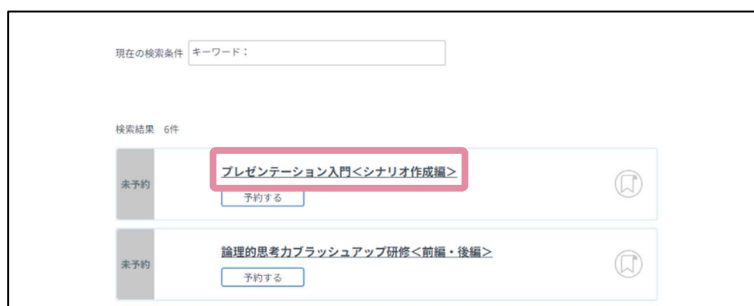 現在の検索条件 キーワード：
検索結果 6件
未予約
プレゼンテーション入門<シナリオ作成編>
予約する
未予約
論理的思考力ブラッシュアップ研修<前編・後編>
予約する